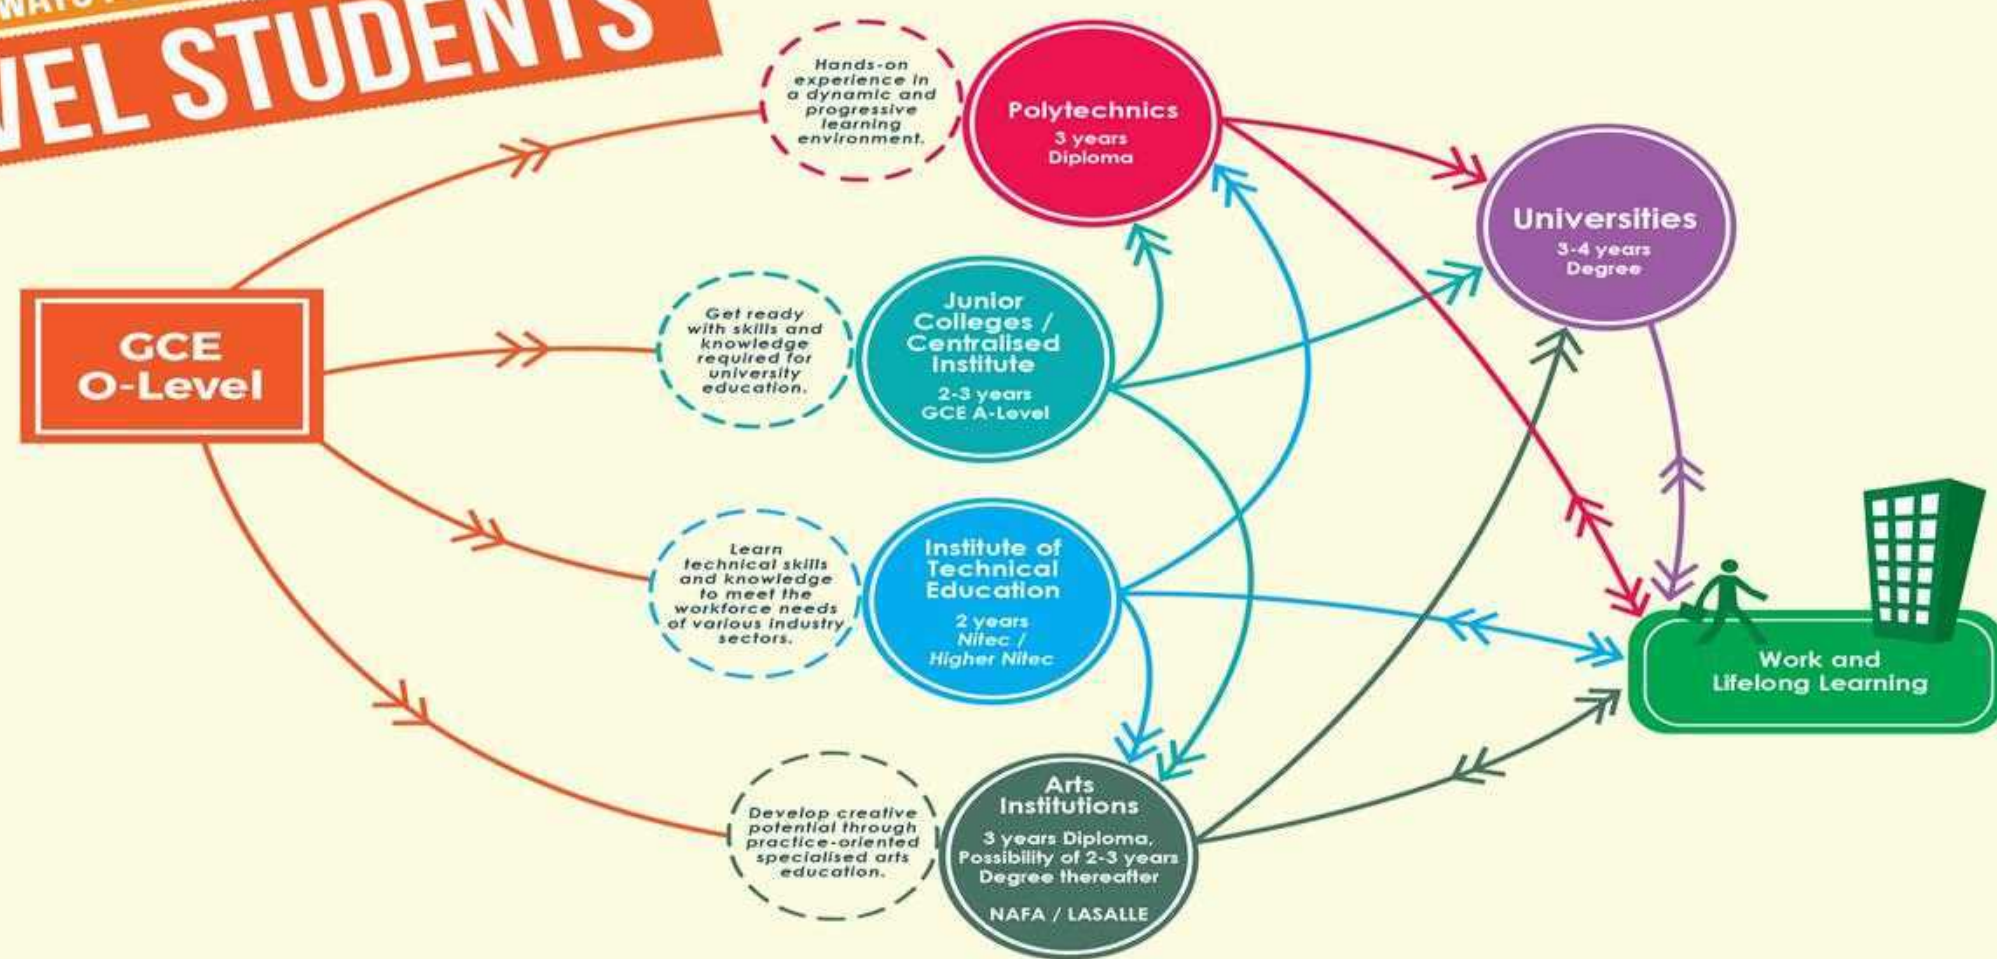 VEL STUDENTS
Hands-on
experience in
a dynamic and
progressive
learning
environment.
Polytechnics
3 years
Diploma
Universities
3-4 years
Degree
GCE
O-Level
Get ready
with skills and
knowledge
required for
university
education.
Junior
Colleges /
Centralised
Institute
2-3 years
GCE A-Level
Learn
technical skills
and knowledge
to meet the
workforce needs
of various industry
sectors.
Institute of
Technical
Education
2 years
Nitec /
Higher Nitec
Work and
Lifelong Learning
Develop creative
potential through
practice-oriented
specialised arts
education.
Arts
Institutions
3 years Diploma,
Possibility of 2-3 years
Degree thereafter
NAFA / LASALLE